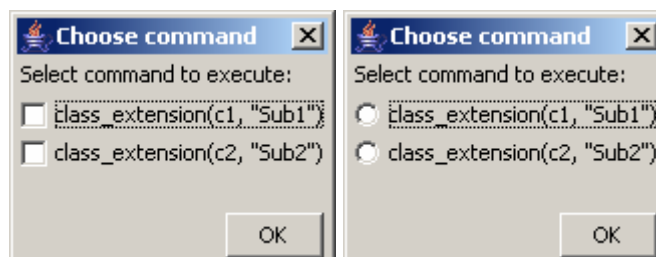 Choose command
Select command to execute:
class_extension(c1, "Sub1")
class_extension(c2, "Sub2")
OK
Choose command
Select command to execute:
class_extension(c1, "Sub1")
class_extension(c2, "Sub2")
OK